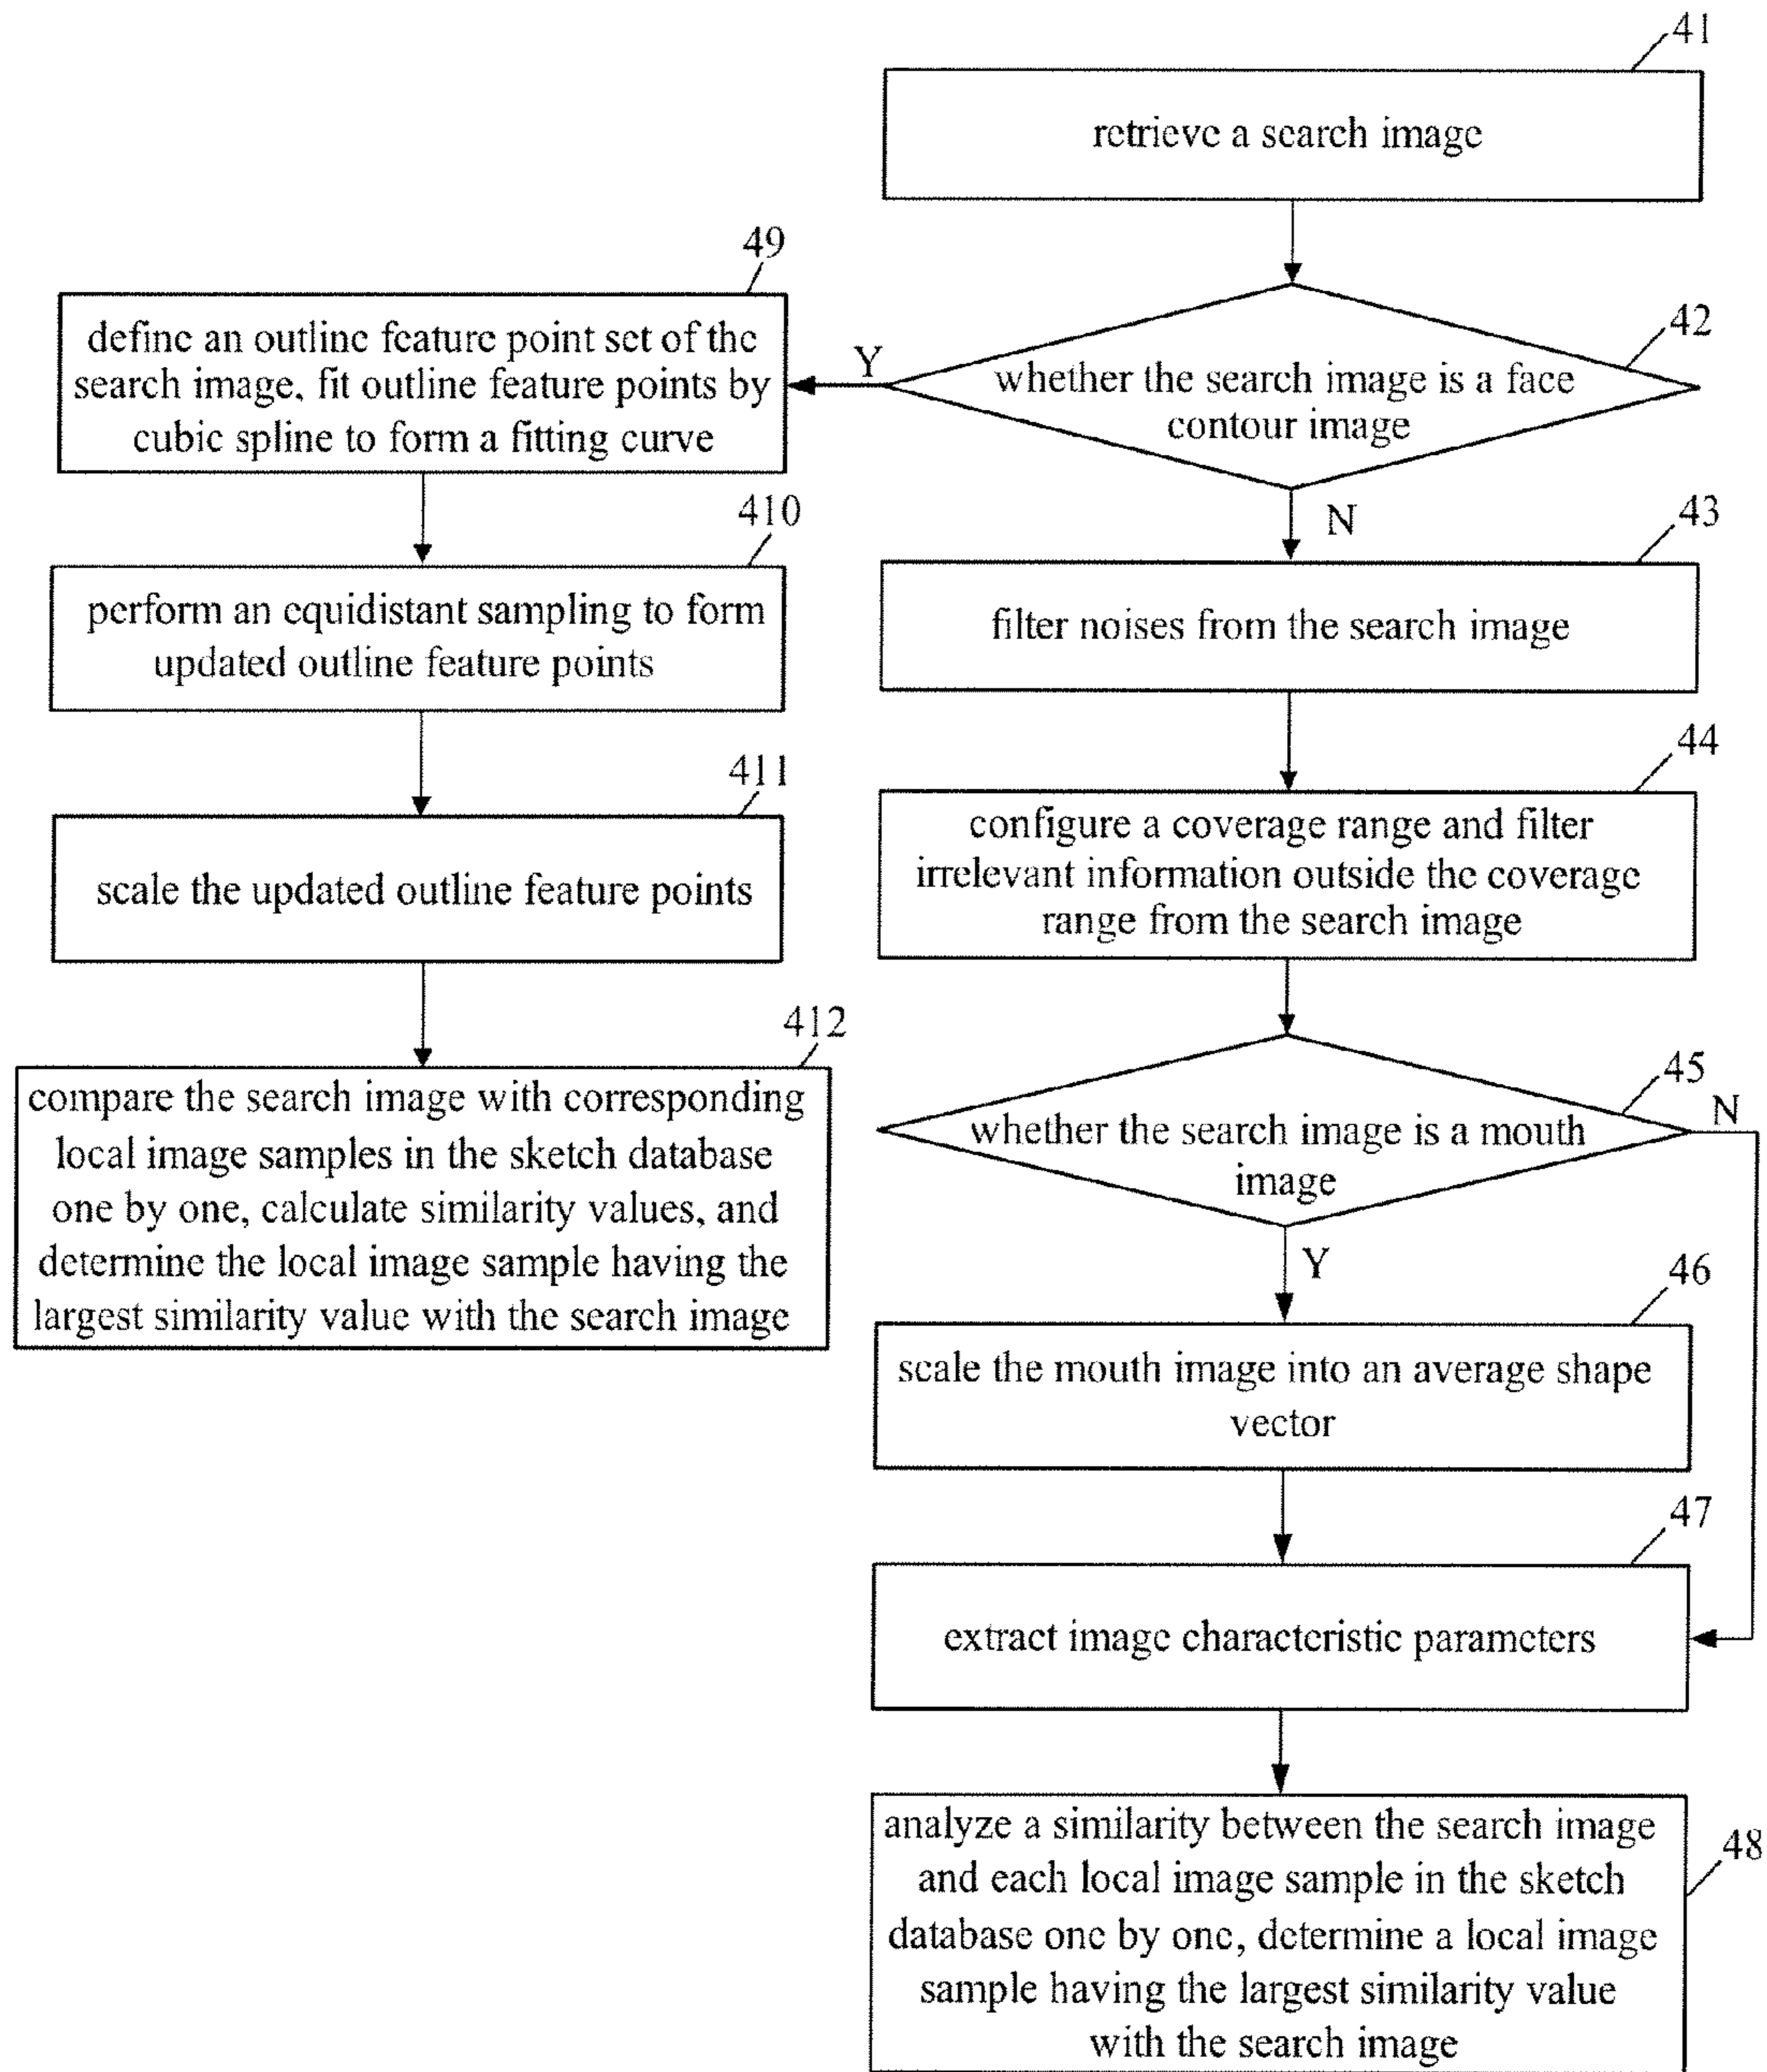 41
retrieve a search image
42
whether the search image is a face
contour image
Y
N
49
define an outline feature point set of the
search image, fit outline feature points by
cubic spline to form a fitting curve
410
perform an equidistant sampling to form
updated outline feature points
411
scale the updated outline feature points
412
compare the search image with corresponding
local image samples in the sketch database
one by one, calculate similarity values, and
determine the local image sample having the
largest similarity value with the search image
43
filter noises from the search image
44
configure a coverage range and filter
irrelevant information outside the coverage
range from the search image
45
whether the search image is a mouth
image
N
Y
46
scale the mouth image into an average shape
vector
47
extract image characteristic parameters
48
analyze a similarity between the search image
and each local image sample in the sketch
database one by one, determine a local image
sample having the largest similarity value
with the search image